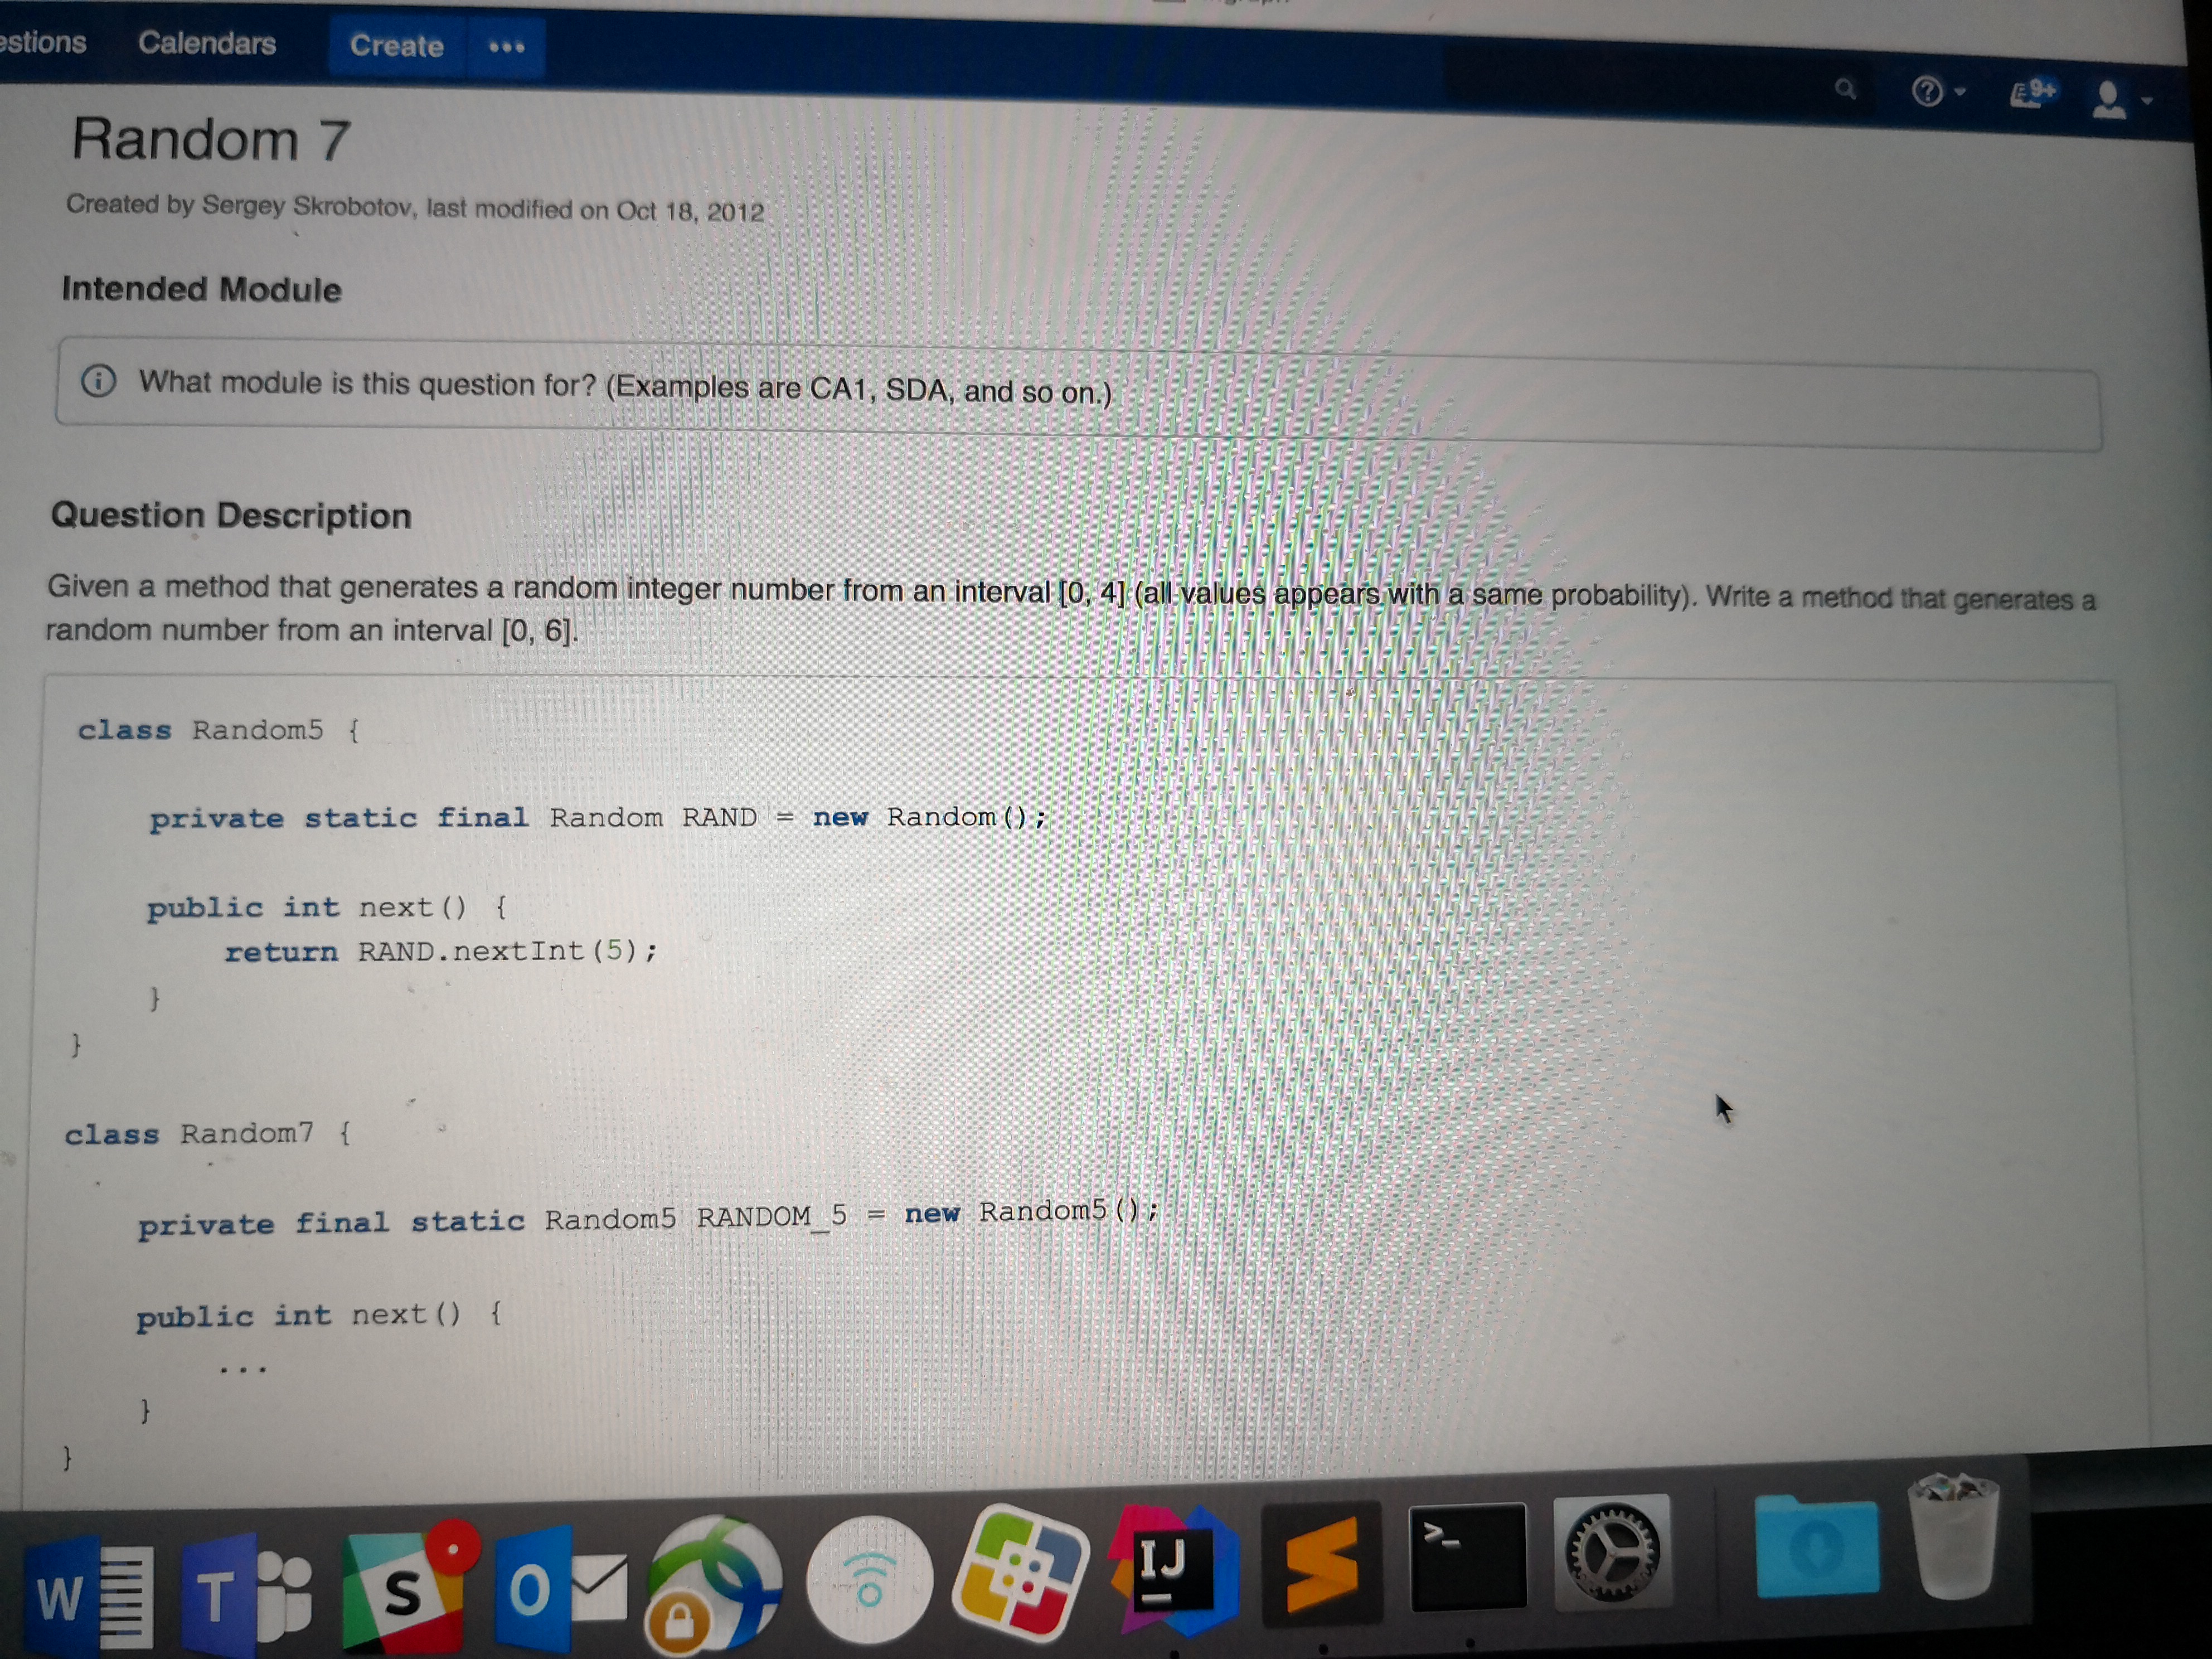 Calendars
Create
9+
Random 7
Created by Sergey Skrobotov, last modified on Oct 18, 2012
Intended Module
What module is this question for? (Examples are CA1, SDA, and so on.)
Question Description
Given a method that generates a random integer number from an interval [0, 4] (all values appears with a same probability). Write a method that generates a
random number from an interval [0, 6].
class Random5 {
private static final Random RAND = new Random();
public int next() {
return RAND.nextInt(5);
}
}
class Random7 {
private final static Random5 RANDOM_5 = new Random5();
public int next() {
...
}
}
W
T
S
O
IJ
>_